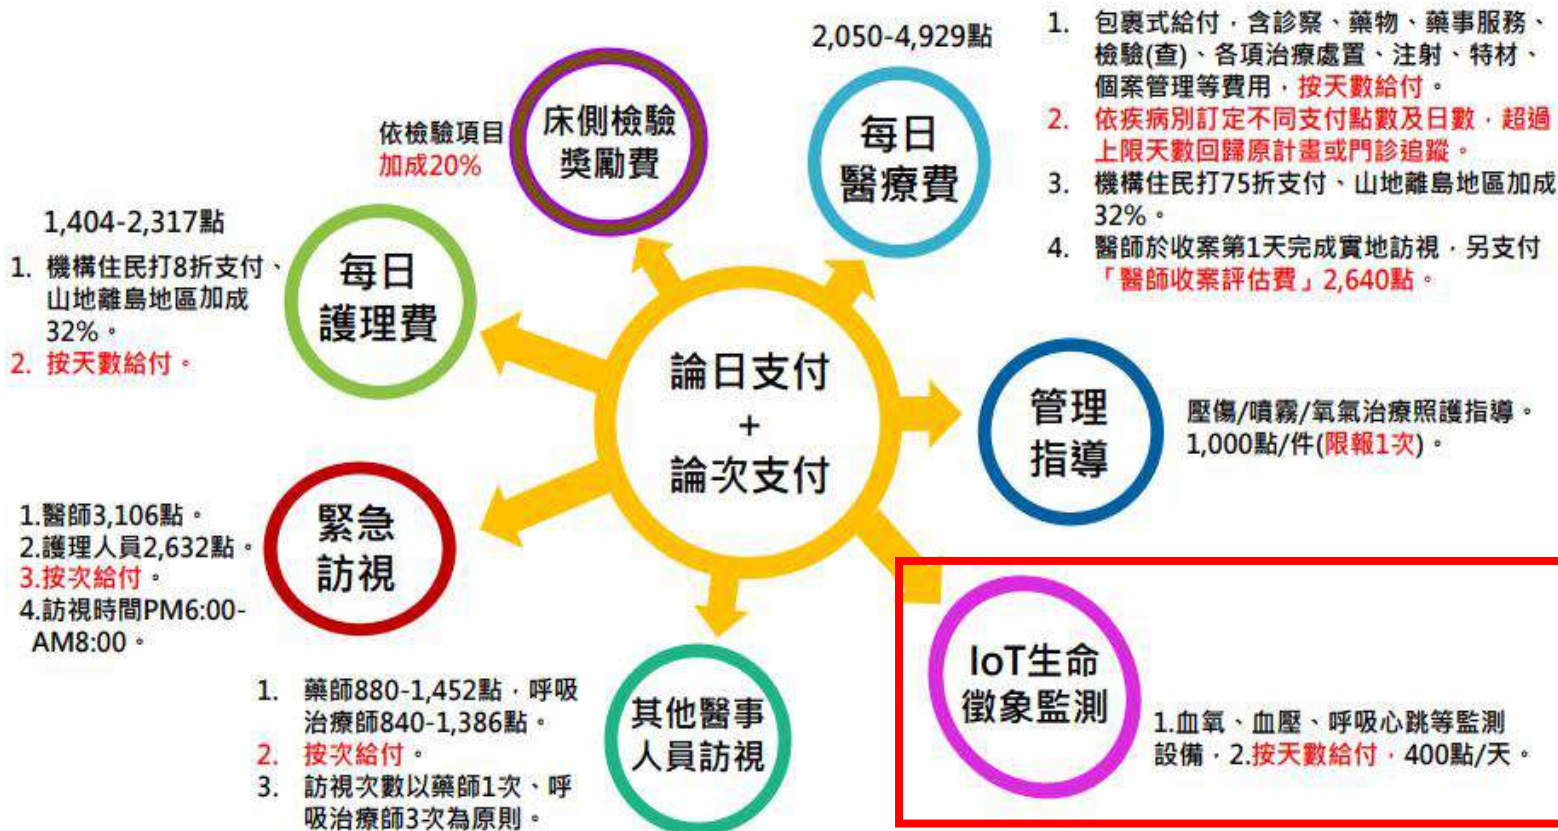 論日支付
+
論次支付
2,050-4,929點
每日
醫療費
1. 包裹式給付，含診察、藥物、藥事服務、
檢驗(查)、各項治療處置、注射、特材、
個案管理等費用，按天數給付。
2. 依疾病別訂定不同支付點數及日數，超過
上限天數回歸原計畫或門診追蹤。
3. 機構住民打75折支付、山地離島地區加成
32%。
4. 醫師於收案第1天完成實地訪視，另支付
「醫師收案評估費」2,640點。
依檢驗項目
加成20%
床側檢驗
獎勵費
1,404-2,317點
1. 機構住民打8折支付、
山地離島地區加成
32%。
2. 按天數給付。
每日
護理費
管理
指導
壓傷/噴霧/氧氣治療照護指導。
1,000點/件(限報1次)。
1.醫師3,106點。
2.護理人員2,632點。
3.按次給付。
4.訪視時間PM6:00-
AM8:00。
緊急
訪視
1. 藥師880-1,452點，呼吸
治療師840-1,386點。
2. 按次給付。
3. 訪視次數以藥師1次、呼
吸治療師3次為原則。
其他醫事
人員訪視
IoT生命
徵象監測
1.血氧、血壓、呼吸心跳等監測
設備，2.按天數給付，400點/天。